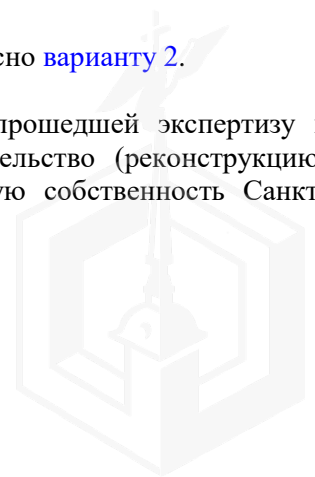 сно варианту 2.
прошедшей экспертизу
ельство (реконструкцию
ую собственность Санкт